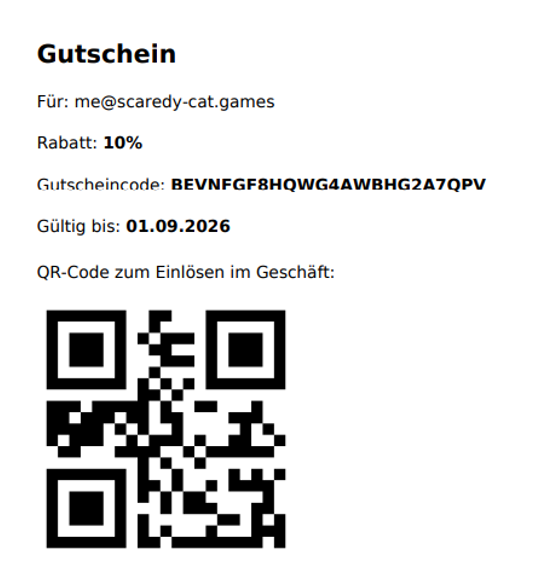 Gutschein
Für: me@scaredy-cat.games
Rabatt: 10%
Gutscheincode: BEVNFGF8HQWG4AWBHG2A7QPV
Gültig bis: 01.09.2026
QR-Code zum Einlösen im Geschäft: